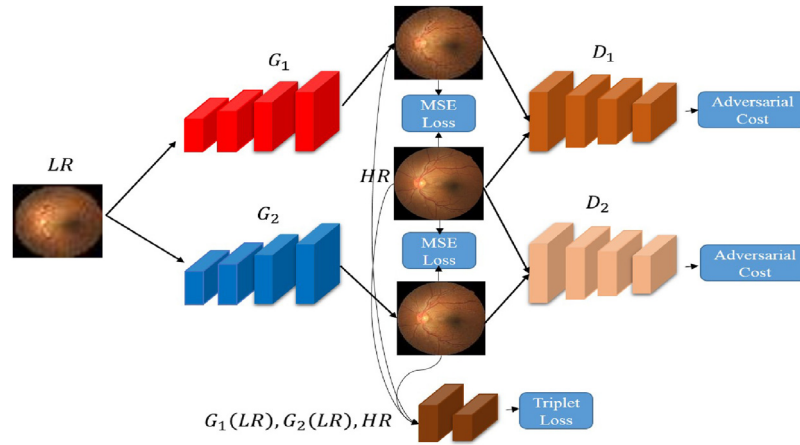 G₁
D₁
MSE
Loss
Adversarial
Cost
LR
HR
G₂
D₂
MSE
Loss
Adversarial
Cost
G₁(LR), G₂(LR), HR
Triplet
Loss